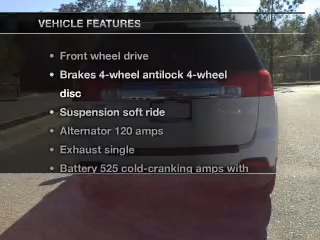 VEHICLE FEATURES
• Front wheel drive
• Brakes 4-wheel antilock 4-wheel
disc
• Suspension soft ride
• Alternator 120 amps
• Exhaust single
• Battery 525 cold-cranking amps with